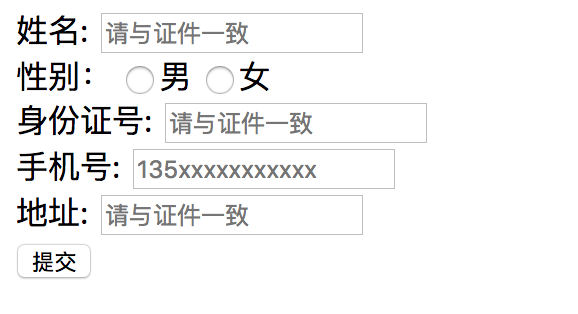 姓名: 请与证件一致
性别： 男 女
身份证号: 请与证件一致
手机号: 135xxxxxxxxxxx
地址: 请与证件一致
提交